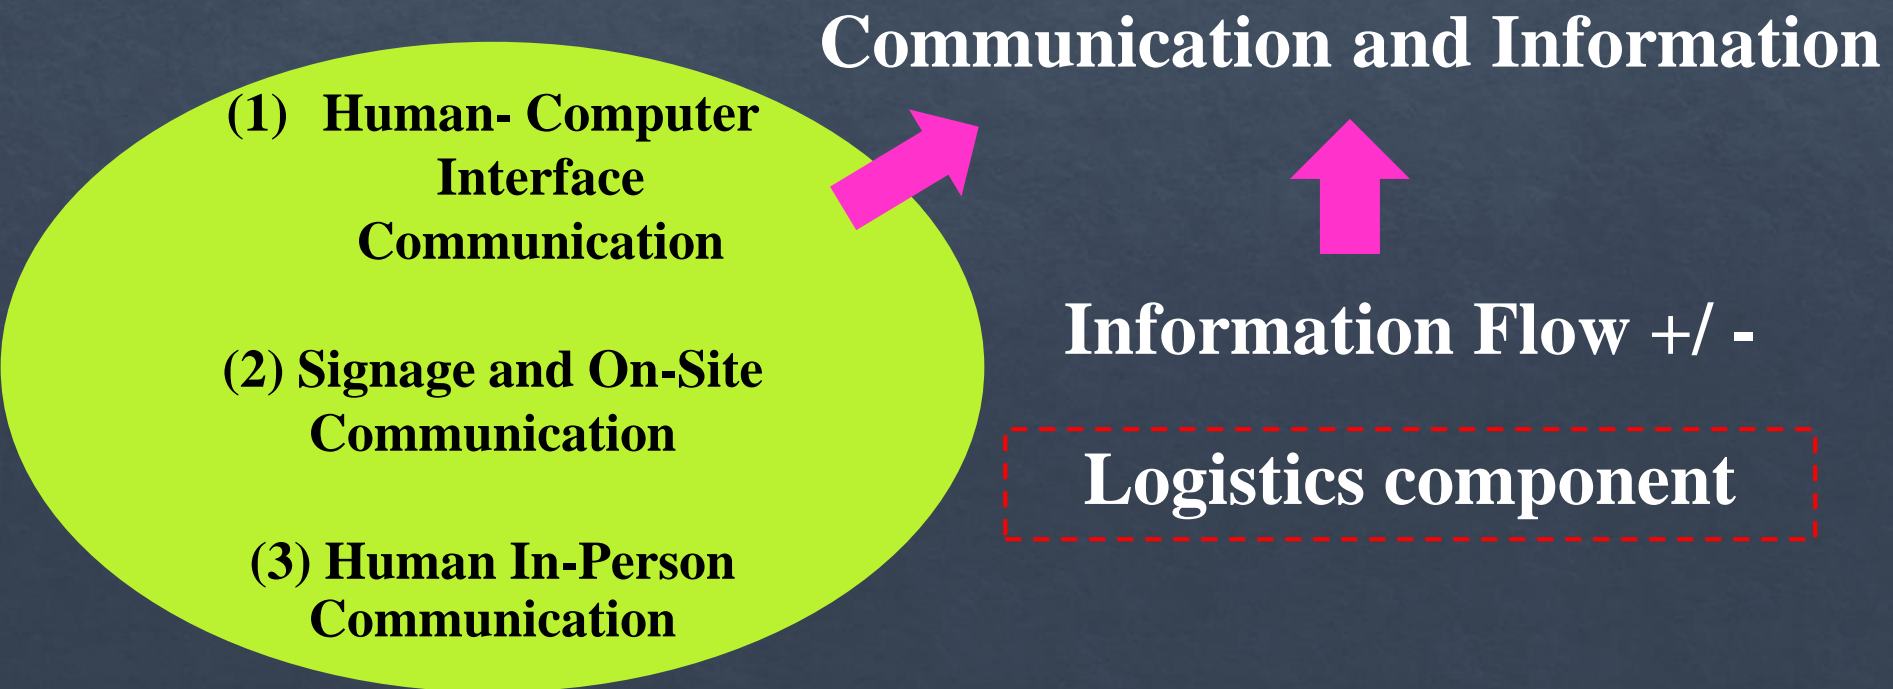 Communication and Information
(1) Human- Computer
Interface
Communication
(2) Signage and On-Site
Communication
(3) Human In-Person
Communication
Information Flow +/ -
Logistics component